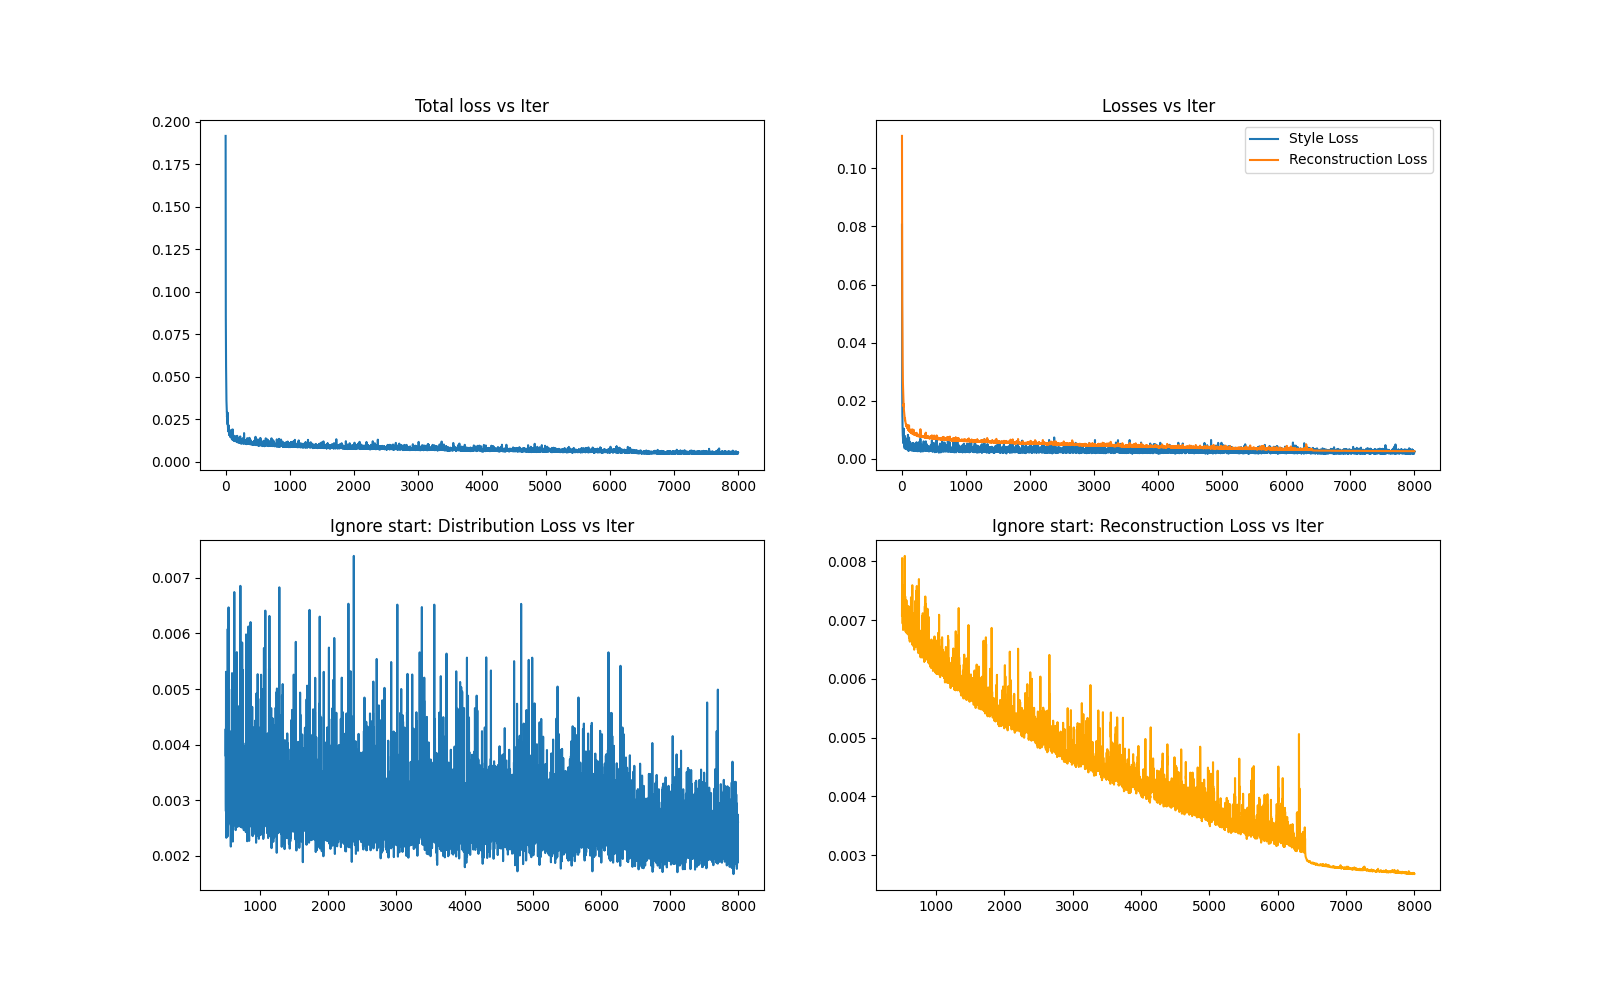 Total loss vs Iter
0.200
0.175
0.150
0.125
0.100
0.075
0.050
0.025
0.000
0 1000 2000 3000 4000 5000 6000 7000 8000
Losses vs Iter
Style Loss
Reconstruction Loss
0.10
0.08
0.06
0.04
0.02
0.00
0 1000 2000 3000 4000 5000 6000 7000 8000
Ignore start: Distribution Loss vs Iter
0.007
0.006
0.005
0.004
0.003
0.002
1000 2000 3000 4000 5000 6000 7000 8000
Ignore start: Reconstruction Loss vs Iter
0.008
0.007
0.006
0.005
0.004
0.003
1000 2000 3000 4000 5000 6000 7000 8000